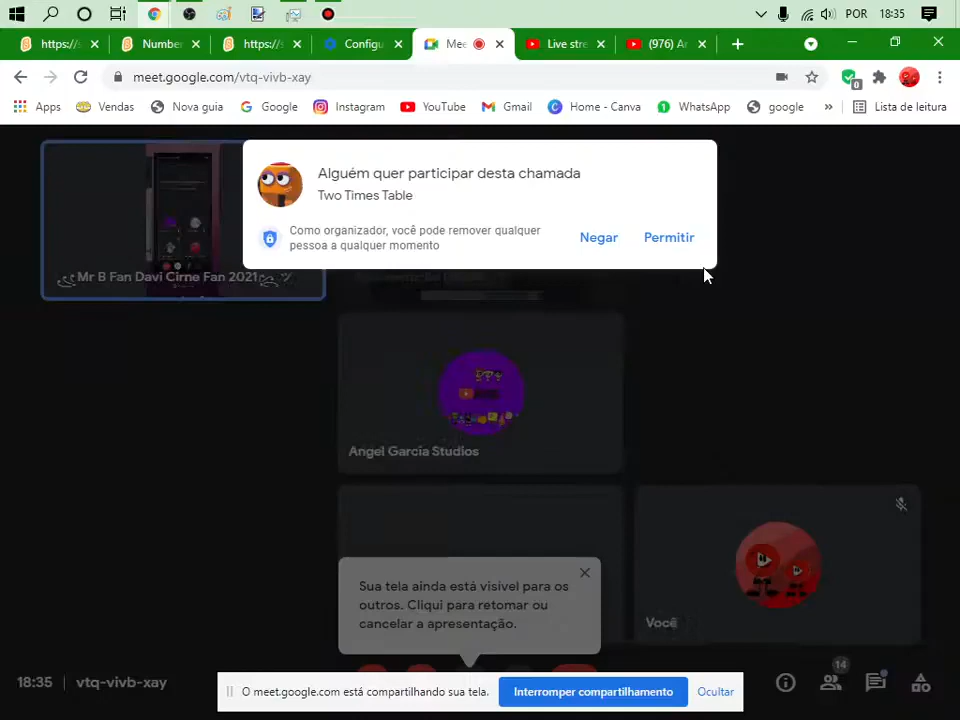 POR
18:35
https://s
Number
https://s
Configu
Mee
Live stre
(976) Ar
meet.google.com/vtq-vivb-xay
0
Apps
Vendas
Nova guia
Google
Instagram
YouTube
Gmail
Home - Canva
WhatsApp
google
»
Lista de leitura
Alguém quer participar desta chamada
Two Times Table
Como organizador, você pode remover qualquer
pessoa a qualquer momento
Negar
Permitir
Mr B Fan Davi Cirne Fan 2021
Angel García Studios
Sua tela ainda está visível para os
outros. Cliqui para retomar ou
cancelar a apresentação.
Você
18:35 | vtq-vivb-xay
14
O meet.google.com está compartilhando sua tela.
Interromper compartilhamento
Ocultar